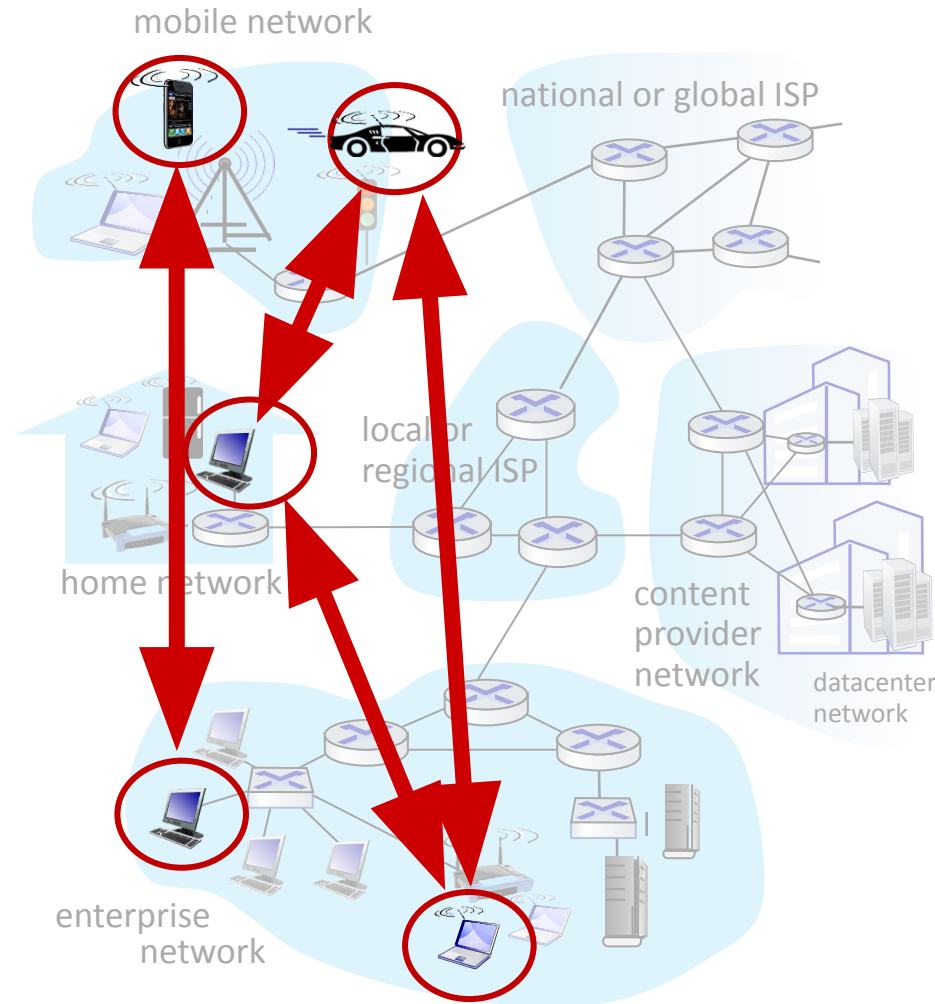 mobile network
national or global ISP
local or
regional ISP
home network
content
provider
network
datacenter
network
enterprise
network